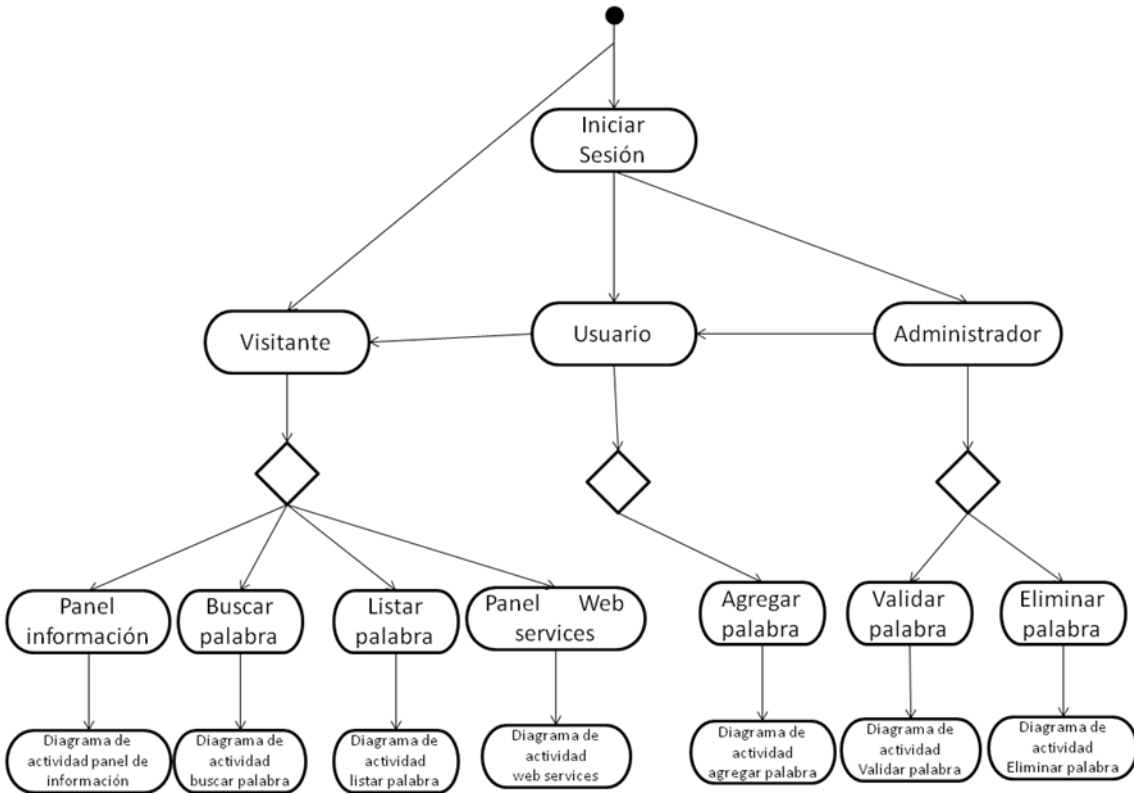 Iniciar
Sesión
Visitante
Usuario
Administrador
Panel
información
Buscar
palabra
Listar
palabra
Panel Web
services
Agregar
palabra
Validar
palabra
Eliminar
palabra
Diagrama de
actividad panel de
información
Diagrama de
actividad
buscar palabra
Diagrama de
actividad
listar palabra
Diagrama de
actividad
web services
Diagrama de
actividad
agregar palabra
Diagrama de
actividad
Validar palabra
Diagrama de
actividad
Eliminar palabra